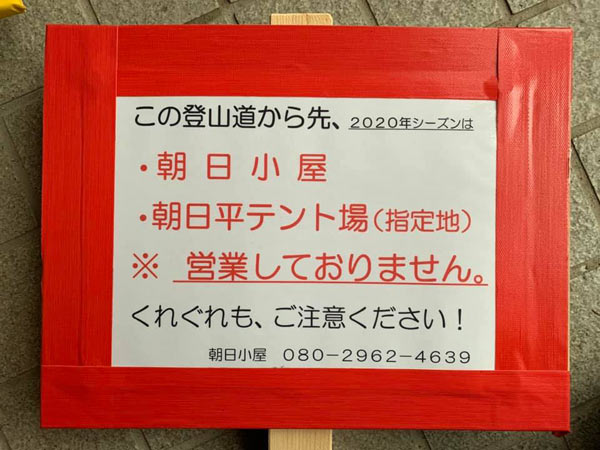 この登山道から先、2020年シーズンは
・朝日小屋
・朝日平テント場(指定地)
※ 営業しておりません。
くれぐれも、ご注意ください!
朝日小屋 080-2962-4639